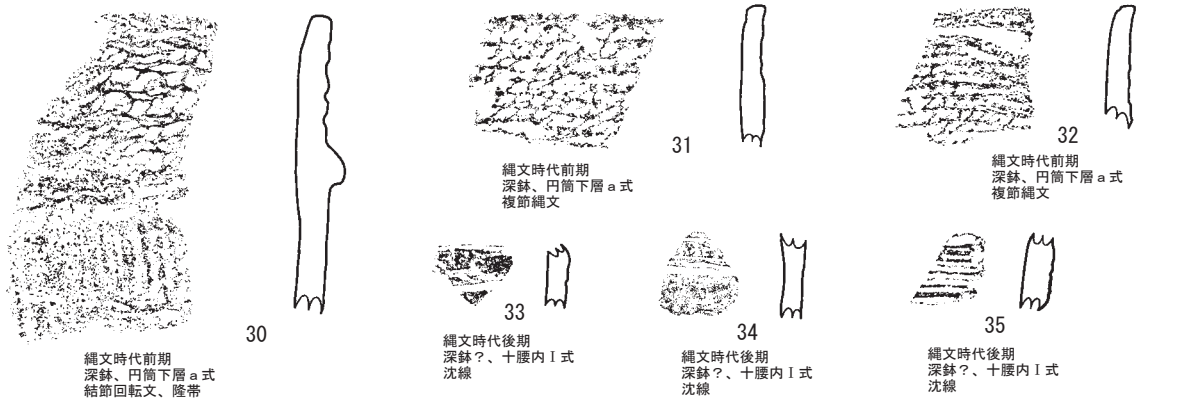 30
縄文時代前期
深鉢、円筒下層ａ式
結節回転文、隆帯
31
縄文時代前期
深鉢、円筒下層ａ式
複節縄文
32
縄文時代前期
深鉢、円筒下層ａ式
複節縄文
33
縄文時代後期
深鉢？、十腰内Ⅰ式
沈線
34
縄文時代後期
深鉢？、十腰内Ⅰ式
沈線
35
縄文時代後期
深鉢？、十腰内Ⅰ式
沈線